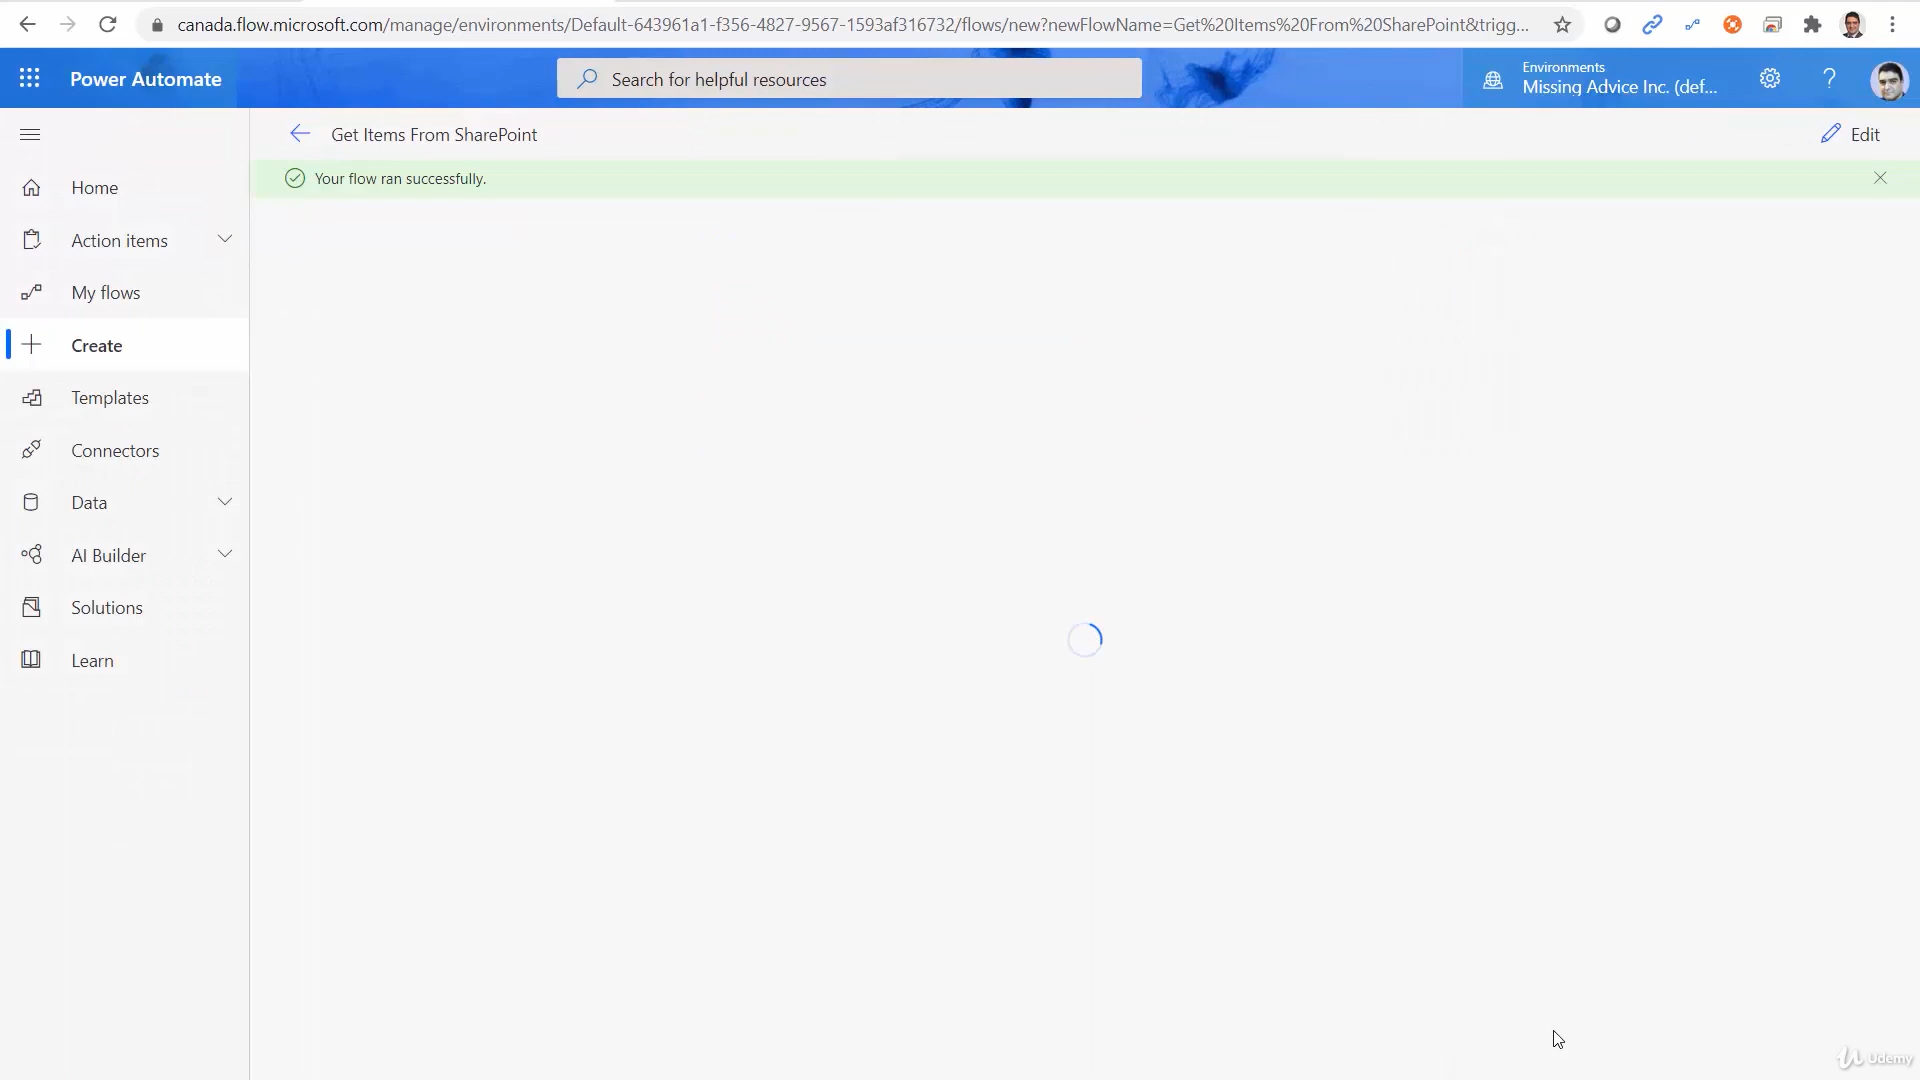 canada.flow.microsoft.com/manage/environments/Default-643961a1-f356-4827-9567-1593af316732/flows/new?newFlowName=Get%20Items%20From%20SharePoint&trigg...
Power Automate
Search for helpful resources
Environments
Missing Advice Inc. (def...
?
Get Items From SharePoint
Edit
Your flow ran successfully.
Home
Action items
My flows
Create
Templates
Connectors
Data
AI Builder
Solutions
Learn
Udemy